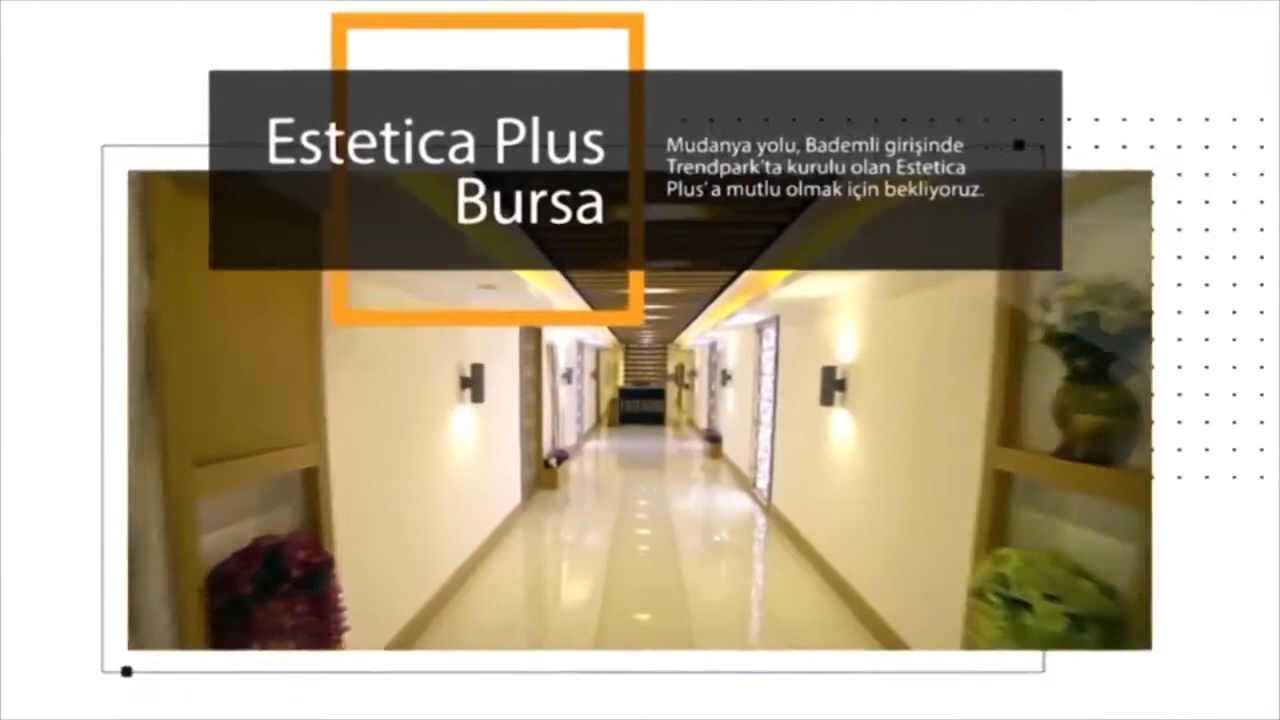 Estetica Plus
Bursa
Mudanya yolu, Bademli girişinde
Trendpark'ta kurulu olan Estetica
Plus' a mutlu olmak için bekliyoruz.